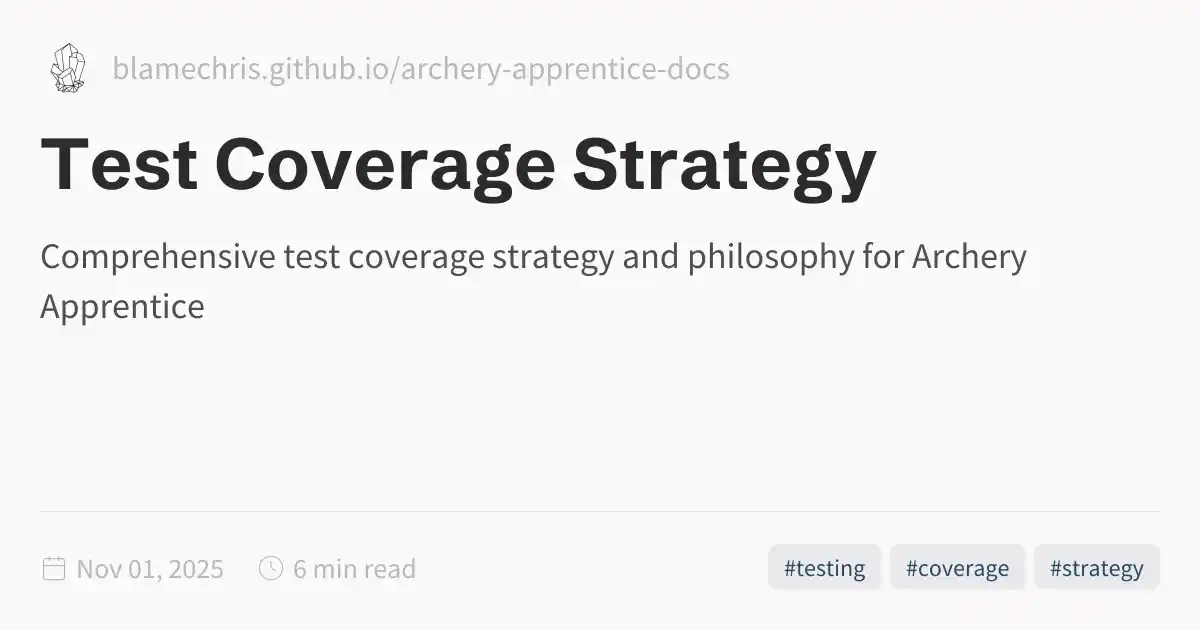 blamechris.github.io/archery-apprentice-docs
Test Coverage Strategy
Comprehensive test coverage strategy and philosophy for Archery
Apprentice
Nov 01, 2025 6 min read #testing #coverage #strategy